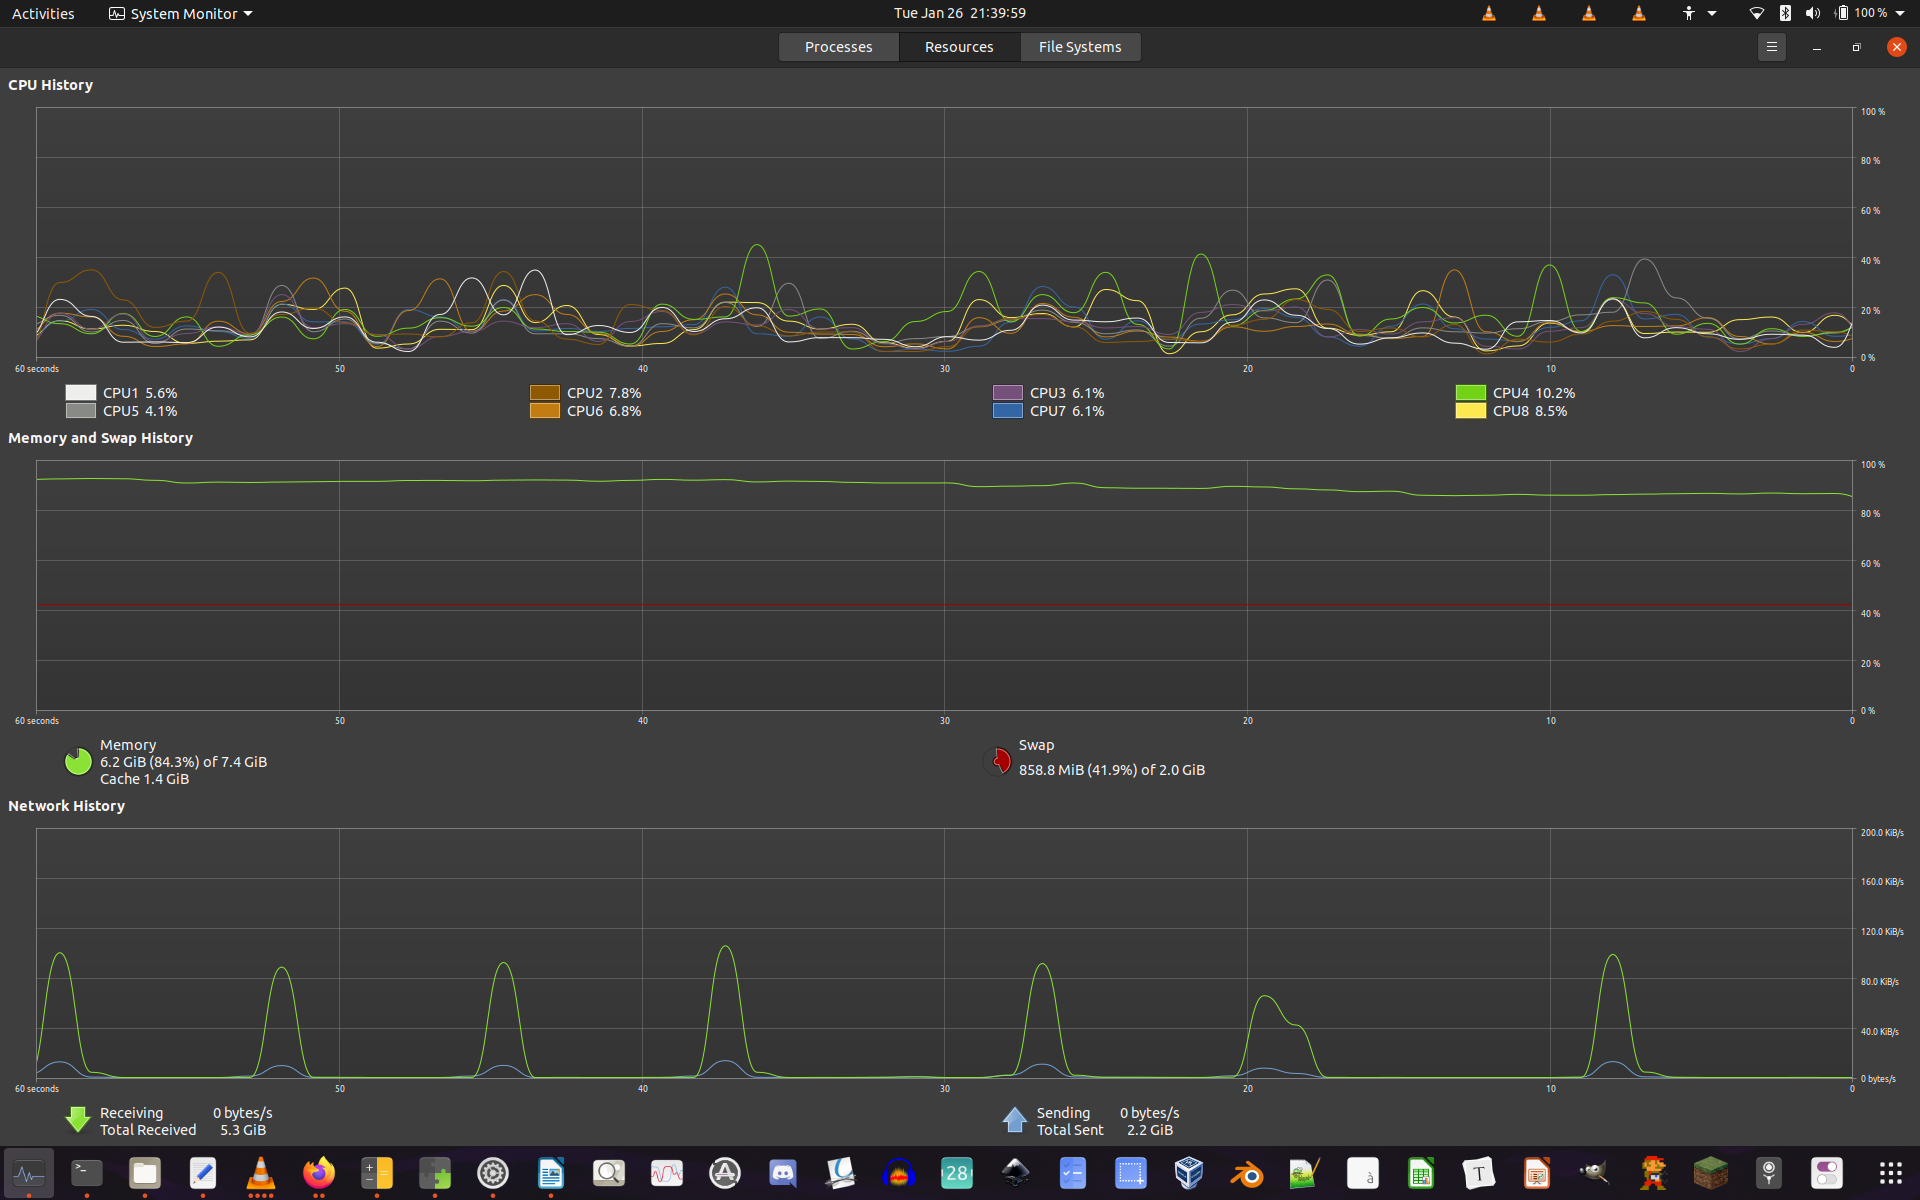 Activities System Monitor Tue Jan 26 21:39:59 100 %
Processes Resources File Systems
CPU History
100 %
80 %
60 %
40 %
20 %
0 %
60 seconds 50 40 30 20 10 0
CPU1 5.6% CPU2 7.8% CPU3 6.1% CPU4 10.2%
CPU5 4.1% CPU6 6.8% CPU7 6.1% CPU8 8.5%
Memory and Swap History
100 %
80 %
60 %
40 %
20 %
0 %
60 seconds 50 40 30 20 10 0
Memory
6.2 GiB (84.3%) of 7.4 GiB
Cache 1.4 GiB
Swap
858.8 MiB (41.9%) of 2.0 GiB
Network History
200.0 KiB/s
160.0 KiB/s
120.0 KiB/s
80.0 KiB/s
40.0 KiB/s
0 bytes/s
60 seconds 50 40 30 20 10 0
Receiving 0 bytes/s Sending 0 bytes/s
Total Received 5.3 GiB Total Sent 2.2 GiB
>_ 28 à T